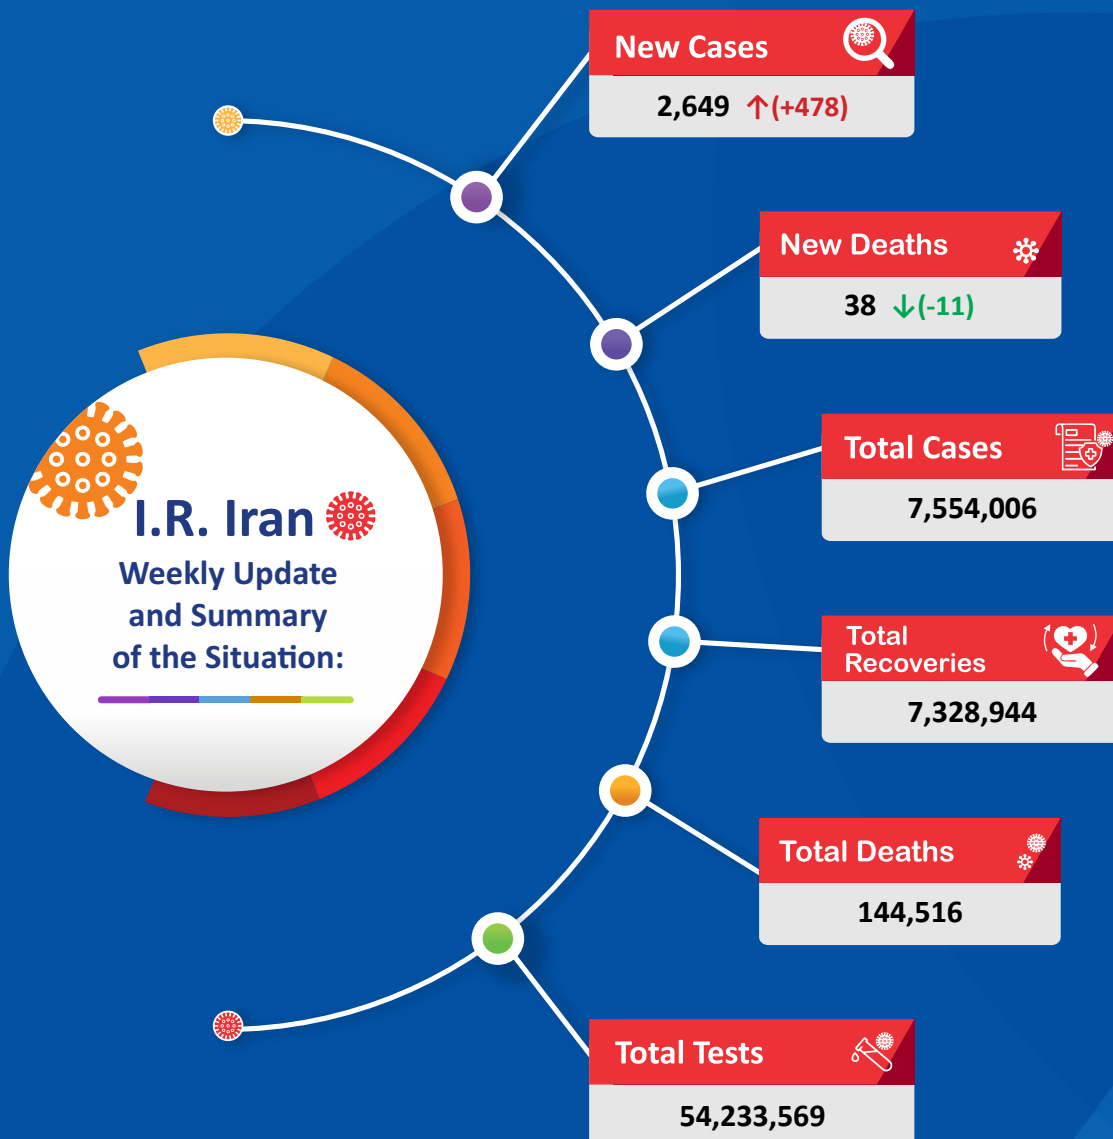 New Cases
2,649 ↑(+478)
New Deaths
38 ↓(-11)
Total Cases
7,554,006
I.R. Iran
Weekly Update
and Summary
of the Situation:
Total
Recoveries
7,328,944
Total Deaths
144,516
Total Tests
54,233,569